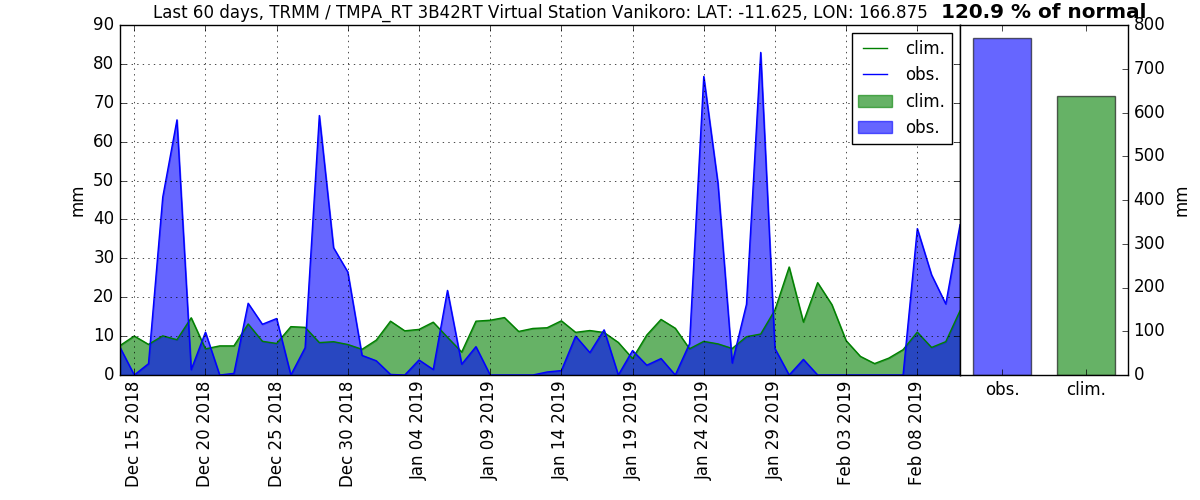 Last 60 days, TRMM / TMPA_RT 3B42RT Virtual Station Vanikoro: LAT: -11.625, LON: 166.875
120.9 % of normal
90
80
70
60
50
40
30
20
10
0
mm
clim.
obs.
clim.
obs.
Dec 15 2018
Dec 20 2018
Dec 25 2018
Dec 30 2018
Jan 04 2019
Jan 09 2019
Jan 14 2019
Jan 19 2019
Jan 24 2019
Jan 29 2019
Feb 03 2019
Feb 08 2019
800
700
600
500
400
300
200
100
0
mm
obs.
clim.